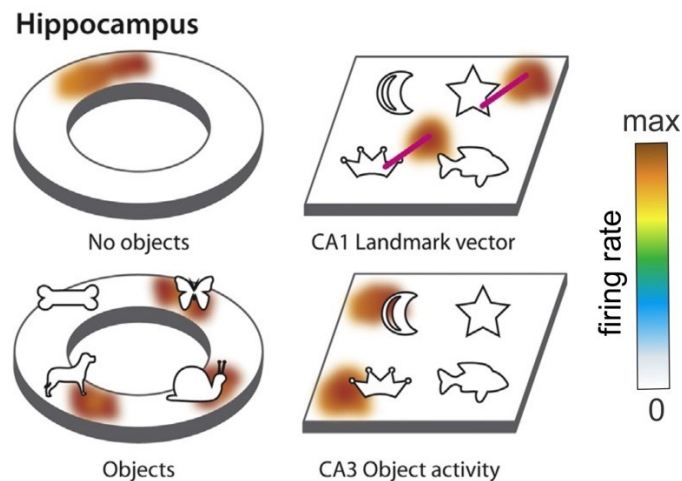 Hippocampus
No objects
CA1 Landmark vector
Objects
CA3 Object activity
max
firing rate
0